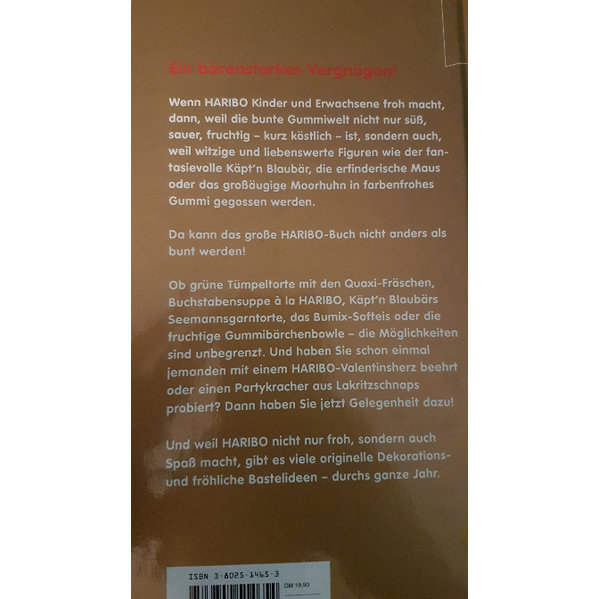 Ein bärenstarkes Vergnügen!
Wenn HARIBO Kinder und Erwachsene froh macht,
dann, weil die bunte Gummiwelt nicht nur süß,
sauer, fruchtig – kurz köstlich – ist, sondern auch,
weil witzige und liebenswerte Figuren wie der fan-
tasievolle Käpt'n Blaubär, die erfinderische Maus
oder das großäugige Moorhuhn in farbenfrohes
Gummi gegossen werden.
Da kann das große HARIBO-Buch nicht anders als
bunt werden!
Ob grüne Tümpeltorte mit den Quaxi-Fröschen,
Buchstabensuppe à la HARIBO, Käpt'n Blaubärs
Seemannsgarntorte, das Bumix-Softeis oder die
fruchtige Gummibärchenbowle – die Möglichkeiten
sind unbegrenzt. Und haben Sie schon einmal
jemanden mit einem HARIBO-Valentinsherz beehrt
oder einen Partykracher aus Lakritzschnaps
probiert? Dann haben Sie jetzt Gelegenheit dazu!
Und weil HARIBO nicht nur froh, sondern auch
Spaß macht, gibt es viele originelle Dekorations-
und fröhliche Bastelideen – durchs ganze Jahr.
ISBN 3-8025-1465-3
DM 19,90